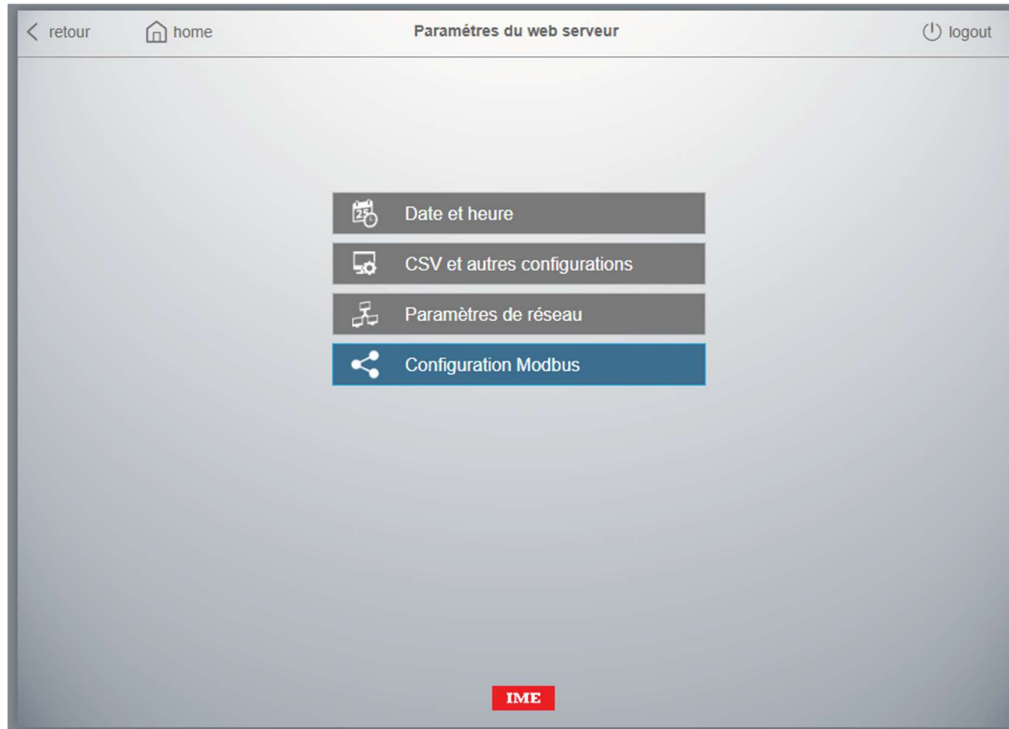 retour
home
Paramétres du web serveur
logout
25
Date et heure
CSV et autres configurations
Paramètres de réseau
Configuration Modbus
IME